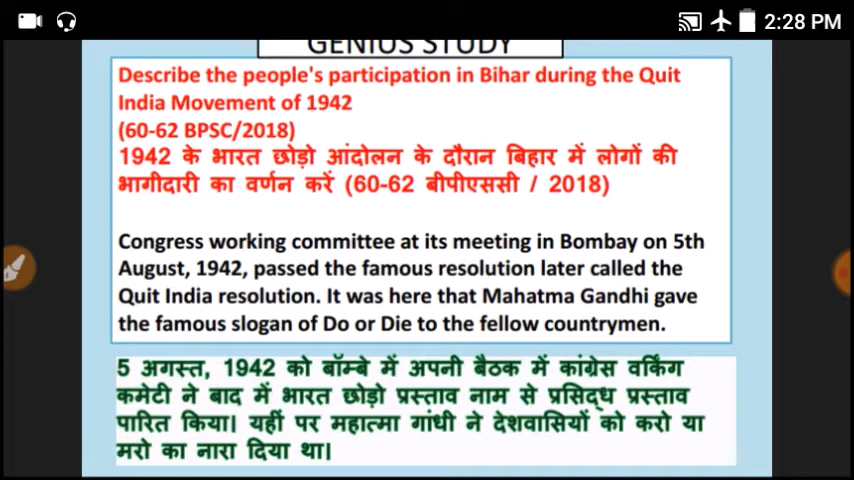 2:28 PM
GENIUS STUDY
Describe the people's participation in Bihar during the Quit
India Movement of 1942
(60-62 BPSC/2018)
1942 के भारत छोड़ो आंदोलन के दौरान बिहार में लोगों की
भागीदारी का वर्णन करें (60-62 बीपीएससी / 2018)
Congress working committee at its meeting in Bombay on 5th
August, 1942, passed the famous resolution later called the
Quit India resolution. It was here that Mahatma Gandhi gave
the famous slogan of Do or Die to the fellow countrymen.
5 अगस्त, 1942 को बॉम्बे में अपनी बैठक में कांग्रेस वर्किंग
कमेटी ने बाद में भारत छोड़ो प्रस्ताव नाम से प्रसिद्ध प्रस्ताव
पारित किया। यहीं पर महात्मा गांधी ने देशवासियों को करो या
मरो का नारा दिया था।